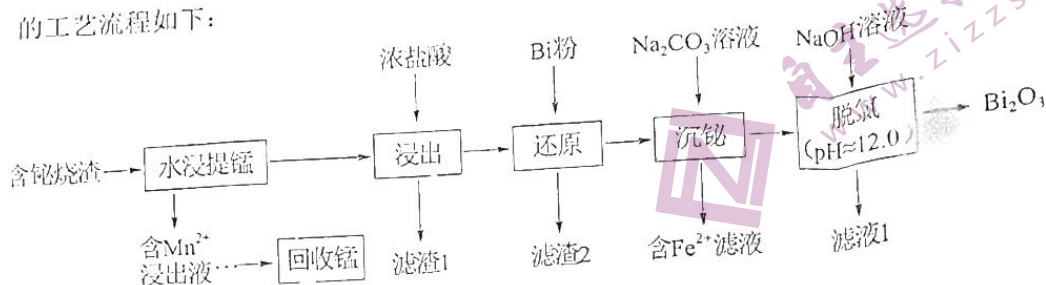 的工艺流程如下：
浓盐酸 Bi粉 Na₂CO₃溶液 NaOH溶液
含铋烧渣 水浸提锰 浸出 还原 沉铋 脱氯 Bi₂O₃
(pH≈12.0)
含Mn²⁺ 回收锰 滤渣1 滤渣2 含Fe²⁺滤液 滤液1
浸出液
www.zizzs